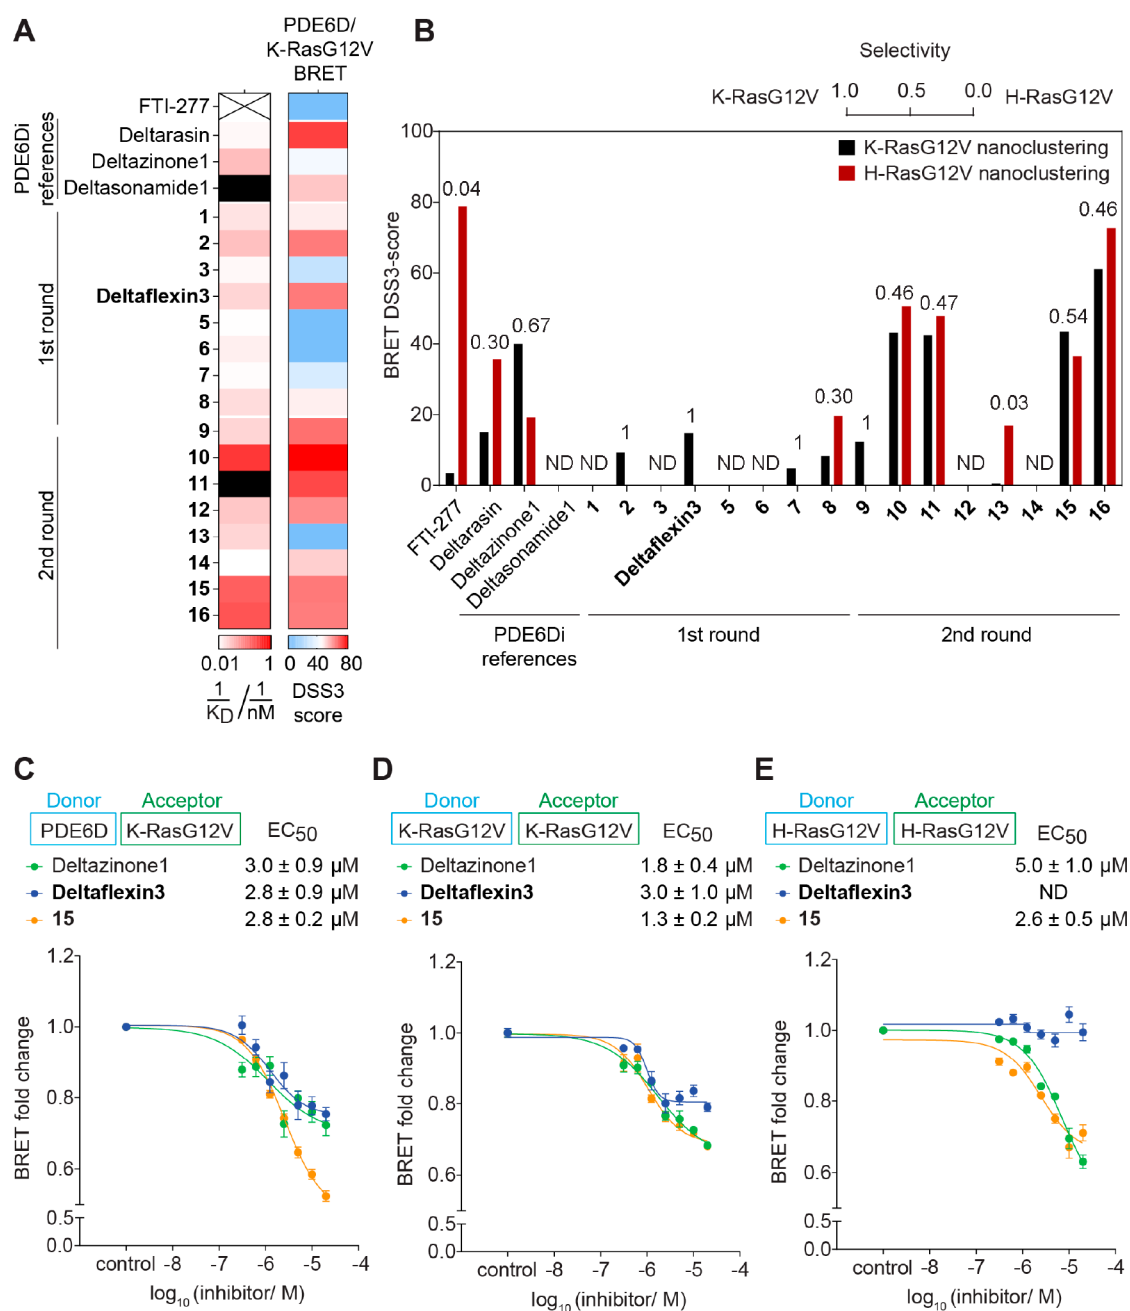 A
PDE6D/
K-RasG12V
BRET
FTI-277
Deltarasin
Deltazinone1
Deltasonamide1
1
2
3
Deltaflexin3
5
6
7
8
9
10
11
12
13
14
15
16
PDE6Di
references
1st round
2nd round
0.01 1
0 40 80
1/KD / 1/nM
DSS3
score
B
Selectivity
K-RasG12V 1.0 0.5 0.0 H-RasG12V
K-RasG12V nanoclustering
H-RasG12V nanoclustering
BRET DSS3-score
100
80
60
40
20
0
0.04
0.30
0.67
ND
ND
1
ND
1
ND
ND
1
0.30
1
0.46
0.47
ND
0.03
ND
0.54
0.46
FTI-277
Deltarasin
Deltazinone1
Deltasonamide1
1
2
3
Deltaflexin3
5
6
7
8
9
10
11
12
13
14
15
16
PDE6Di
references
1st round
2nd round
C
Donor Acceptor
PDE6D K-RasG12V EC50
Deltazinone1 3.0 ± 0.9 µM
Deltaflexin3 2.8 ± 0.9 µM
15 2.8 ± 0.2 µM
BRET fold change
1.2
1.0
0.8
0.6
0.5
0.0
control -8 -7 -6 -5 -4
log10 (inhibitor/ M)
D
Donor Acceptor
K-RasG12V K-RasG12V EC50
Deltazinone1 1.8 ± 0.4 µM
Deltaflexin3 3.0 ± 1.0 µM
15 1.3 ± 0.2 µM
BRET fold change
1.2
1.0
0.8
0.6
0.5
0.0
control -8 -7 -6 -5 -4
log10 (inhibitor/ M)
E
Donor Acceptor
H-RasG12V H-RasG12V EC50
Deltazinone1 5.0 ± 1.0 µM
Deltaflexin3 ND
15 2.6 ± 0.5 µM
BRET fold change
1.2
1.0
0.8
0.6
0.5
0.0
control -8 -7 -6 -5 -4
log10 (inhibitor/ M)